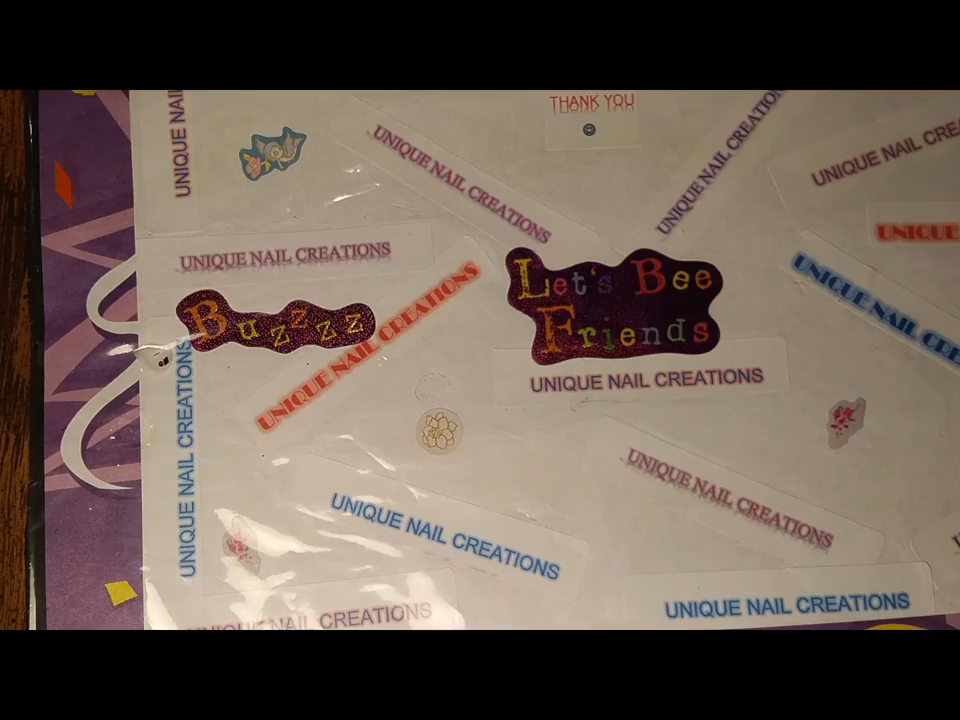 THANK YOU
UNIQUE NAIL
UNIQUE NAIL CREATIONS
UNIQUE NAIL CREATION
UNIQUE NAIL CREA
UNIQUE NAIL CREATIONS
UNIQUE
Let's Bee
Friends
UNIQUE NAIL CRE
Buzzzz
UNIQUE NAIL CREATIONS
UNIQUE NAIL CREATIONS
UNIQUE NAIL CREATIONS
UNIQUE NAIL CREATIONS
UNIQUE NAIL CREATIONS
UNIQUE NAIL CREATIONS
UNIQUE NAIL CREATIONS
UNIQUE NAIL CREATIONS